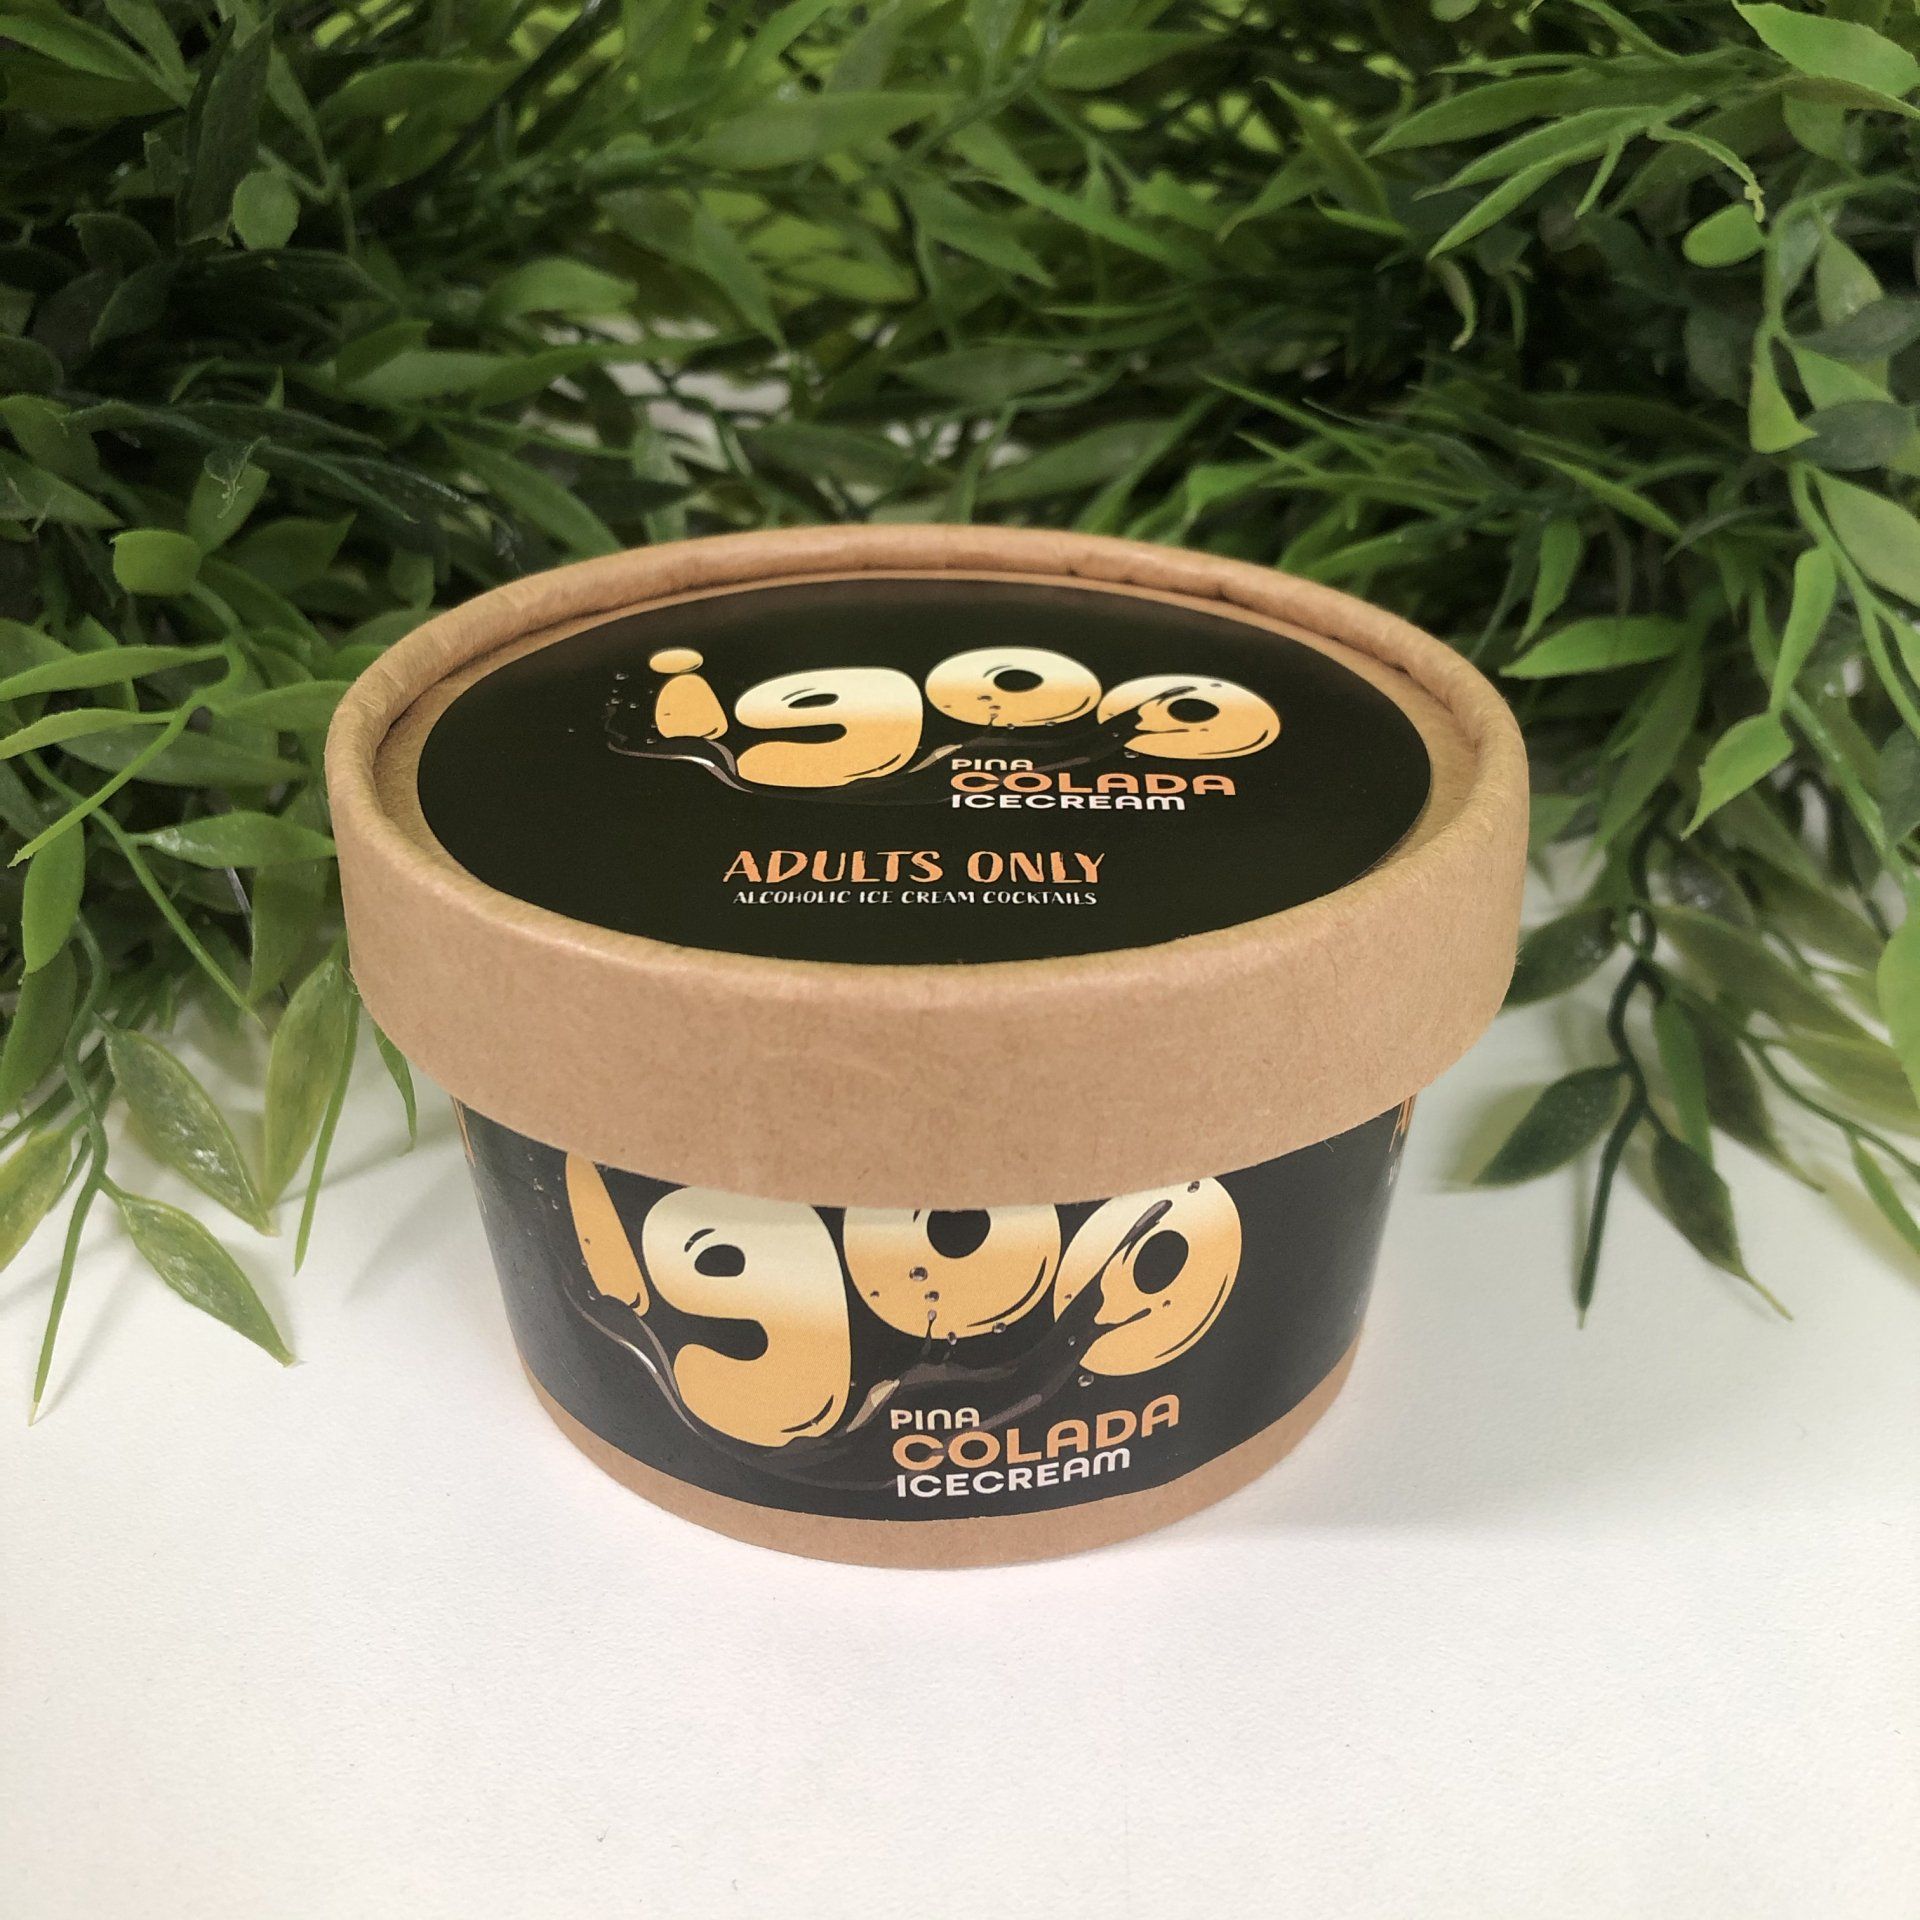 igoo
PINA
COLADA
ICECREAM
ADULTS ONLY
ALCOHOLIC ICE CREAM COCKTAILS
igoo
PINA
COLADA
ICECREAM